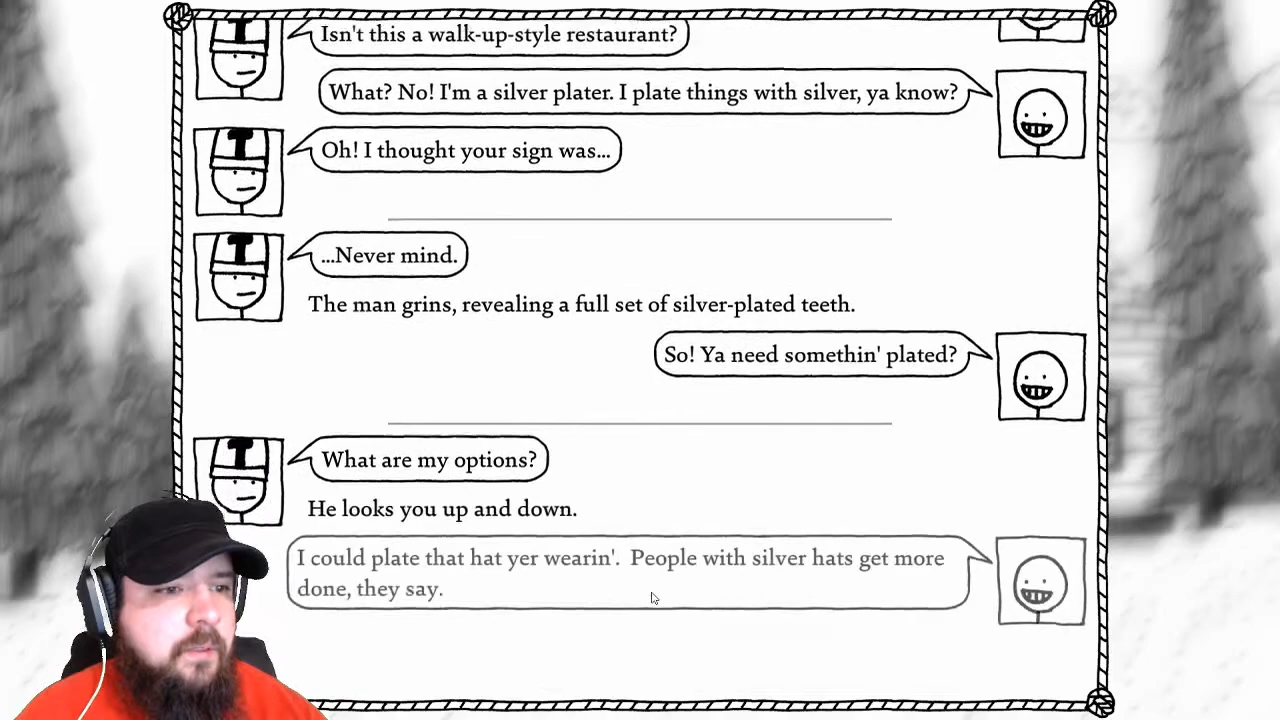 Isn't this a walk-up-style restaurant?
What? No! I'm a silver plater. I plate things with silver, ya know?
Oh! I thought your sign was...
...Never mind.
The man grins, revealing a full set of silver-plated teeth.
So! Ya need somethin' plated?
What are my options?
He looks you up and down.
I could plate that hat yer wearin'.  People with silver hats get more
done, they say.